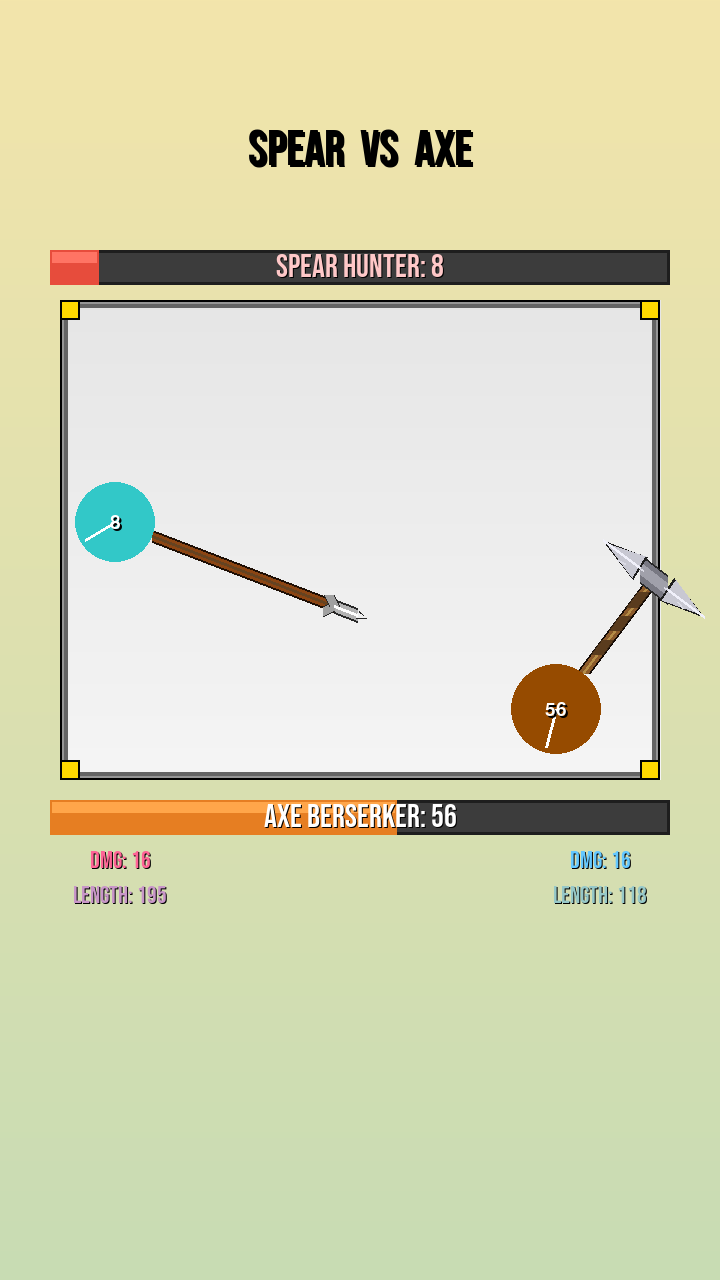 SPEAR VS AXE
SPEAR HUNTER: 8
8
56
AXE BERSERKER: 56
DMG: 16
DMG: 16
LENGTH: 195
LENGTH: 118